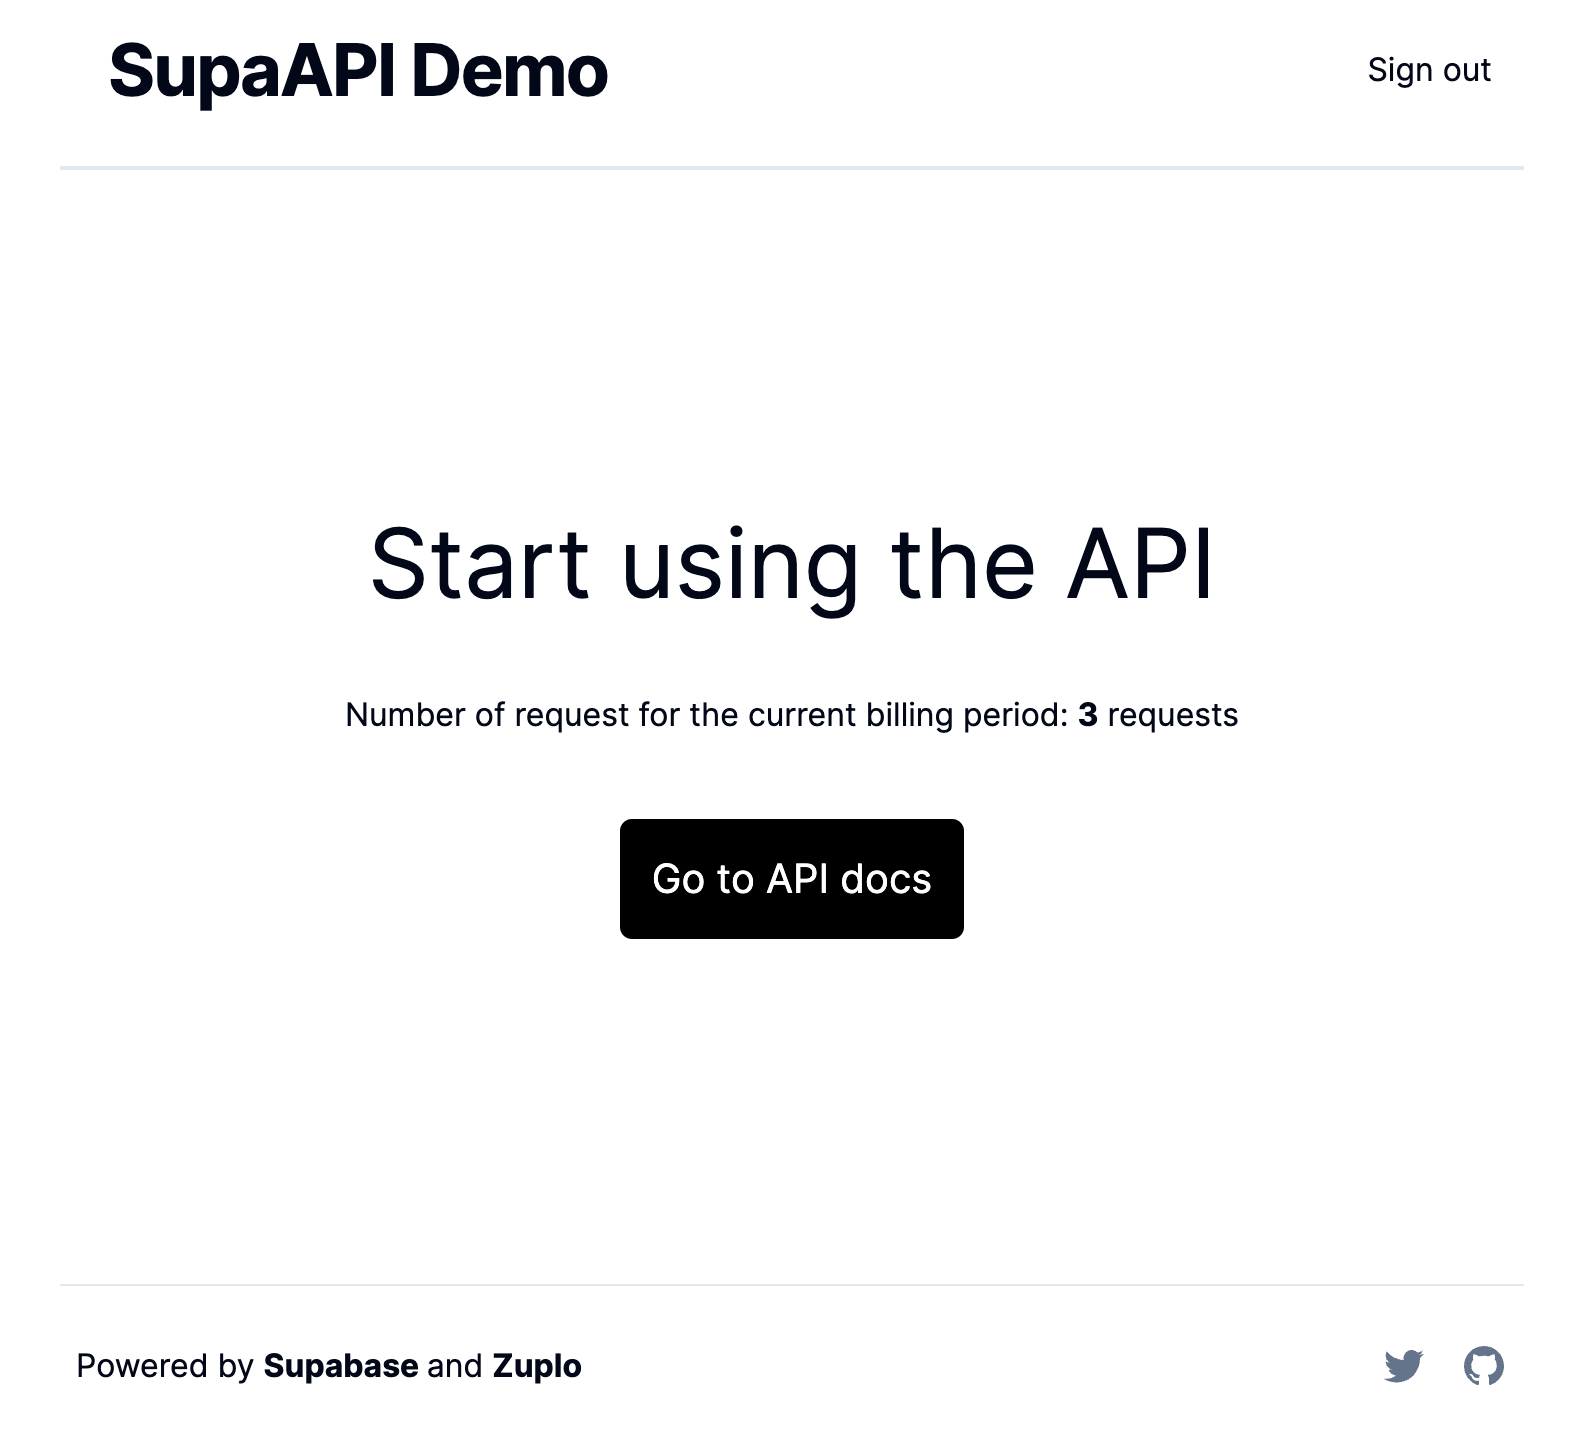 SupaAPI Demo
Sign out
Start using the API
Number of request for the current billing period: 3 requests
Go to API docs
Powered by Supabase and Zuplo